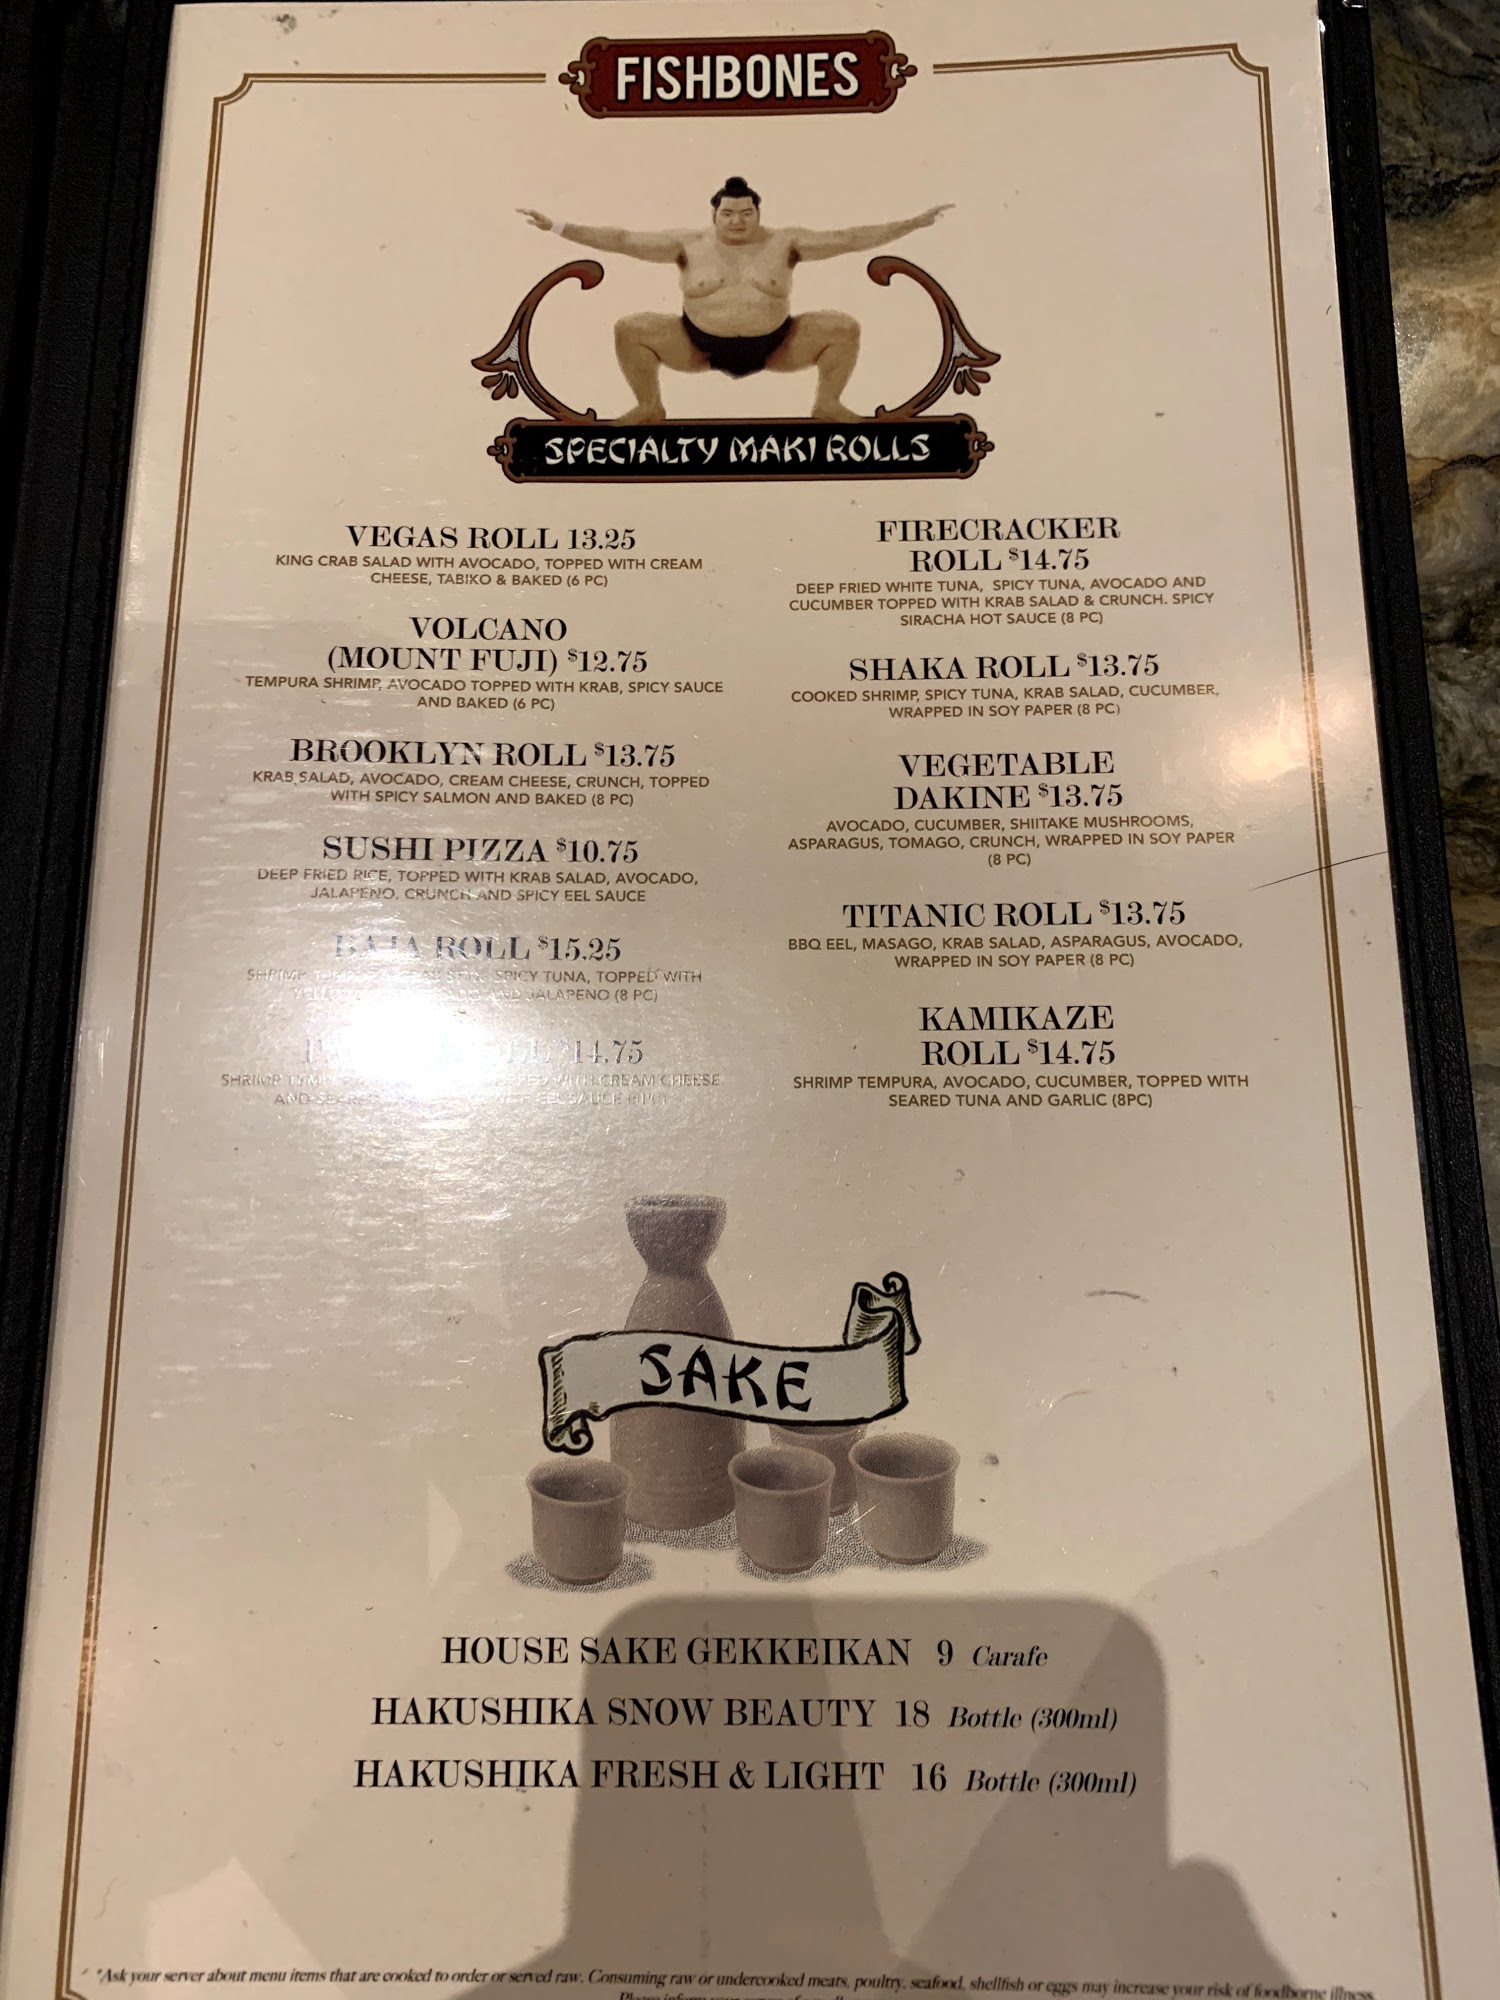 FISHBONES
SPECIALTY MAKI ROLLS
VEGAS ROLL 13.25
KING CRAB SALAD WITH AVOCADO, TOPPED WITH CREAM
CHEESE, TABIKO & BAKED (6 PC)
VOLCANO
(MOUNT FUJI) $12.75
TEMPURA SHRIMP, AVOCADO TOPPED WITH KRAB, SPICY SAUCE
AND BAKED (6 PC)
BROOKLYN ROLL $13.75
KRAB SALAD, AVOCADO, CREAM CHEESE, CRUNCH, TOPPED
WITH SPICY SALMON AND BAKED (8 PC)
SUSHI PIZZA $10.75
DEEP FRIED RICE, TOPPED WITH KRAB SALAD, AVOCADO,
JALAPENO, CRUNCH AND SPICY EEL SAUCE
BAJA ROLL $15.25
SHRIMP SPICY TUNA, TOPPED WITH
AND JALAPENO (8 PC)
14.75
SHRIMP WITH CREAM CHEESE
AND EEL SAUCE
FIRECRACKER
ROLL $14.75
DEEP FRIED WHITE TUNA, SPICY TUNA, AVOCADO AND
CUCUMBER TOPPED WITH KRAB SALAD & CRUNCH. SPICY
SIRACHA HOT SAUCE (8 PC)
SHAKA ROLL $13.75
COOKED SHRIMP, SPICY TUNA, KRAB SALAD, CUCUMBER,
WRAPPED IN SOY PAPER (8 PC)
VEGETABLE
DAKINE $13.75
AVOCADO, CUCUMBER, SHIITAKE MUSHROOMS,
ASPARAGUS, TOMAGO, CRUNCH, WRAPPED IN SOY PAPER
(8 PC)
TITANIC ROLL $13.75
BBQ EEL, MASAGO, KRAB SALAD, ASPARAGUS, AVOCADO,
WRAPPED IN SOY PAPER (8 PC)
KAMIKAZE
ROLL $14.75
SHRIMP TEMPURA, AVOCADO, CUCUMBER, TOPPED WITH
SEARED TUNA AND GARLIC (8PC)
SAKE
HOUSE SAKE GEKKEIKAN 9 Carafe
HAKUSHIKA SNOW BEAUTY 18 Bottle (300ml)
HAKUSHIKA FRESH & LIGHT 16 Bottle (300ml)
*Ask your server about menu items that are cooked to order or served raw. Consuming raw or undercooked meats, poultry, seafood, shellfish or eggs may increase your risk of foodborne illness.